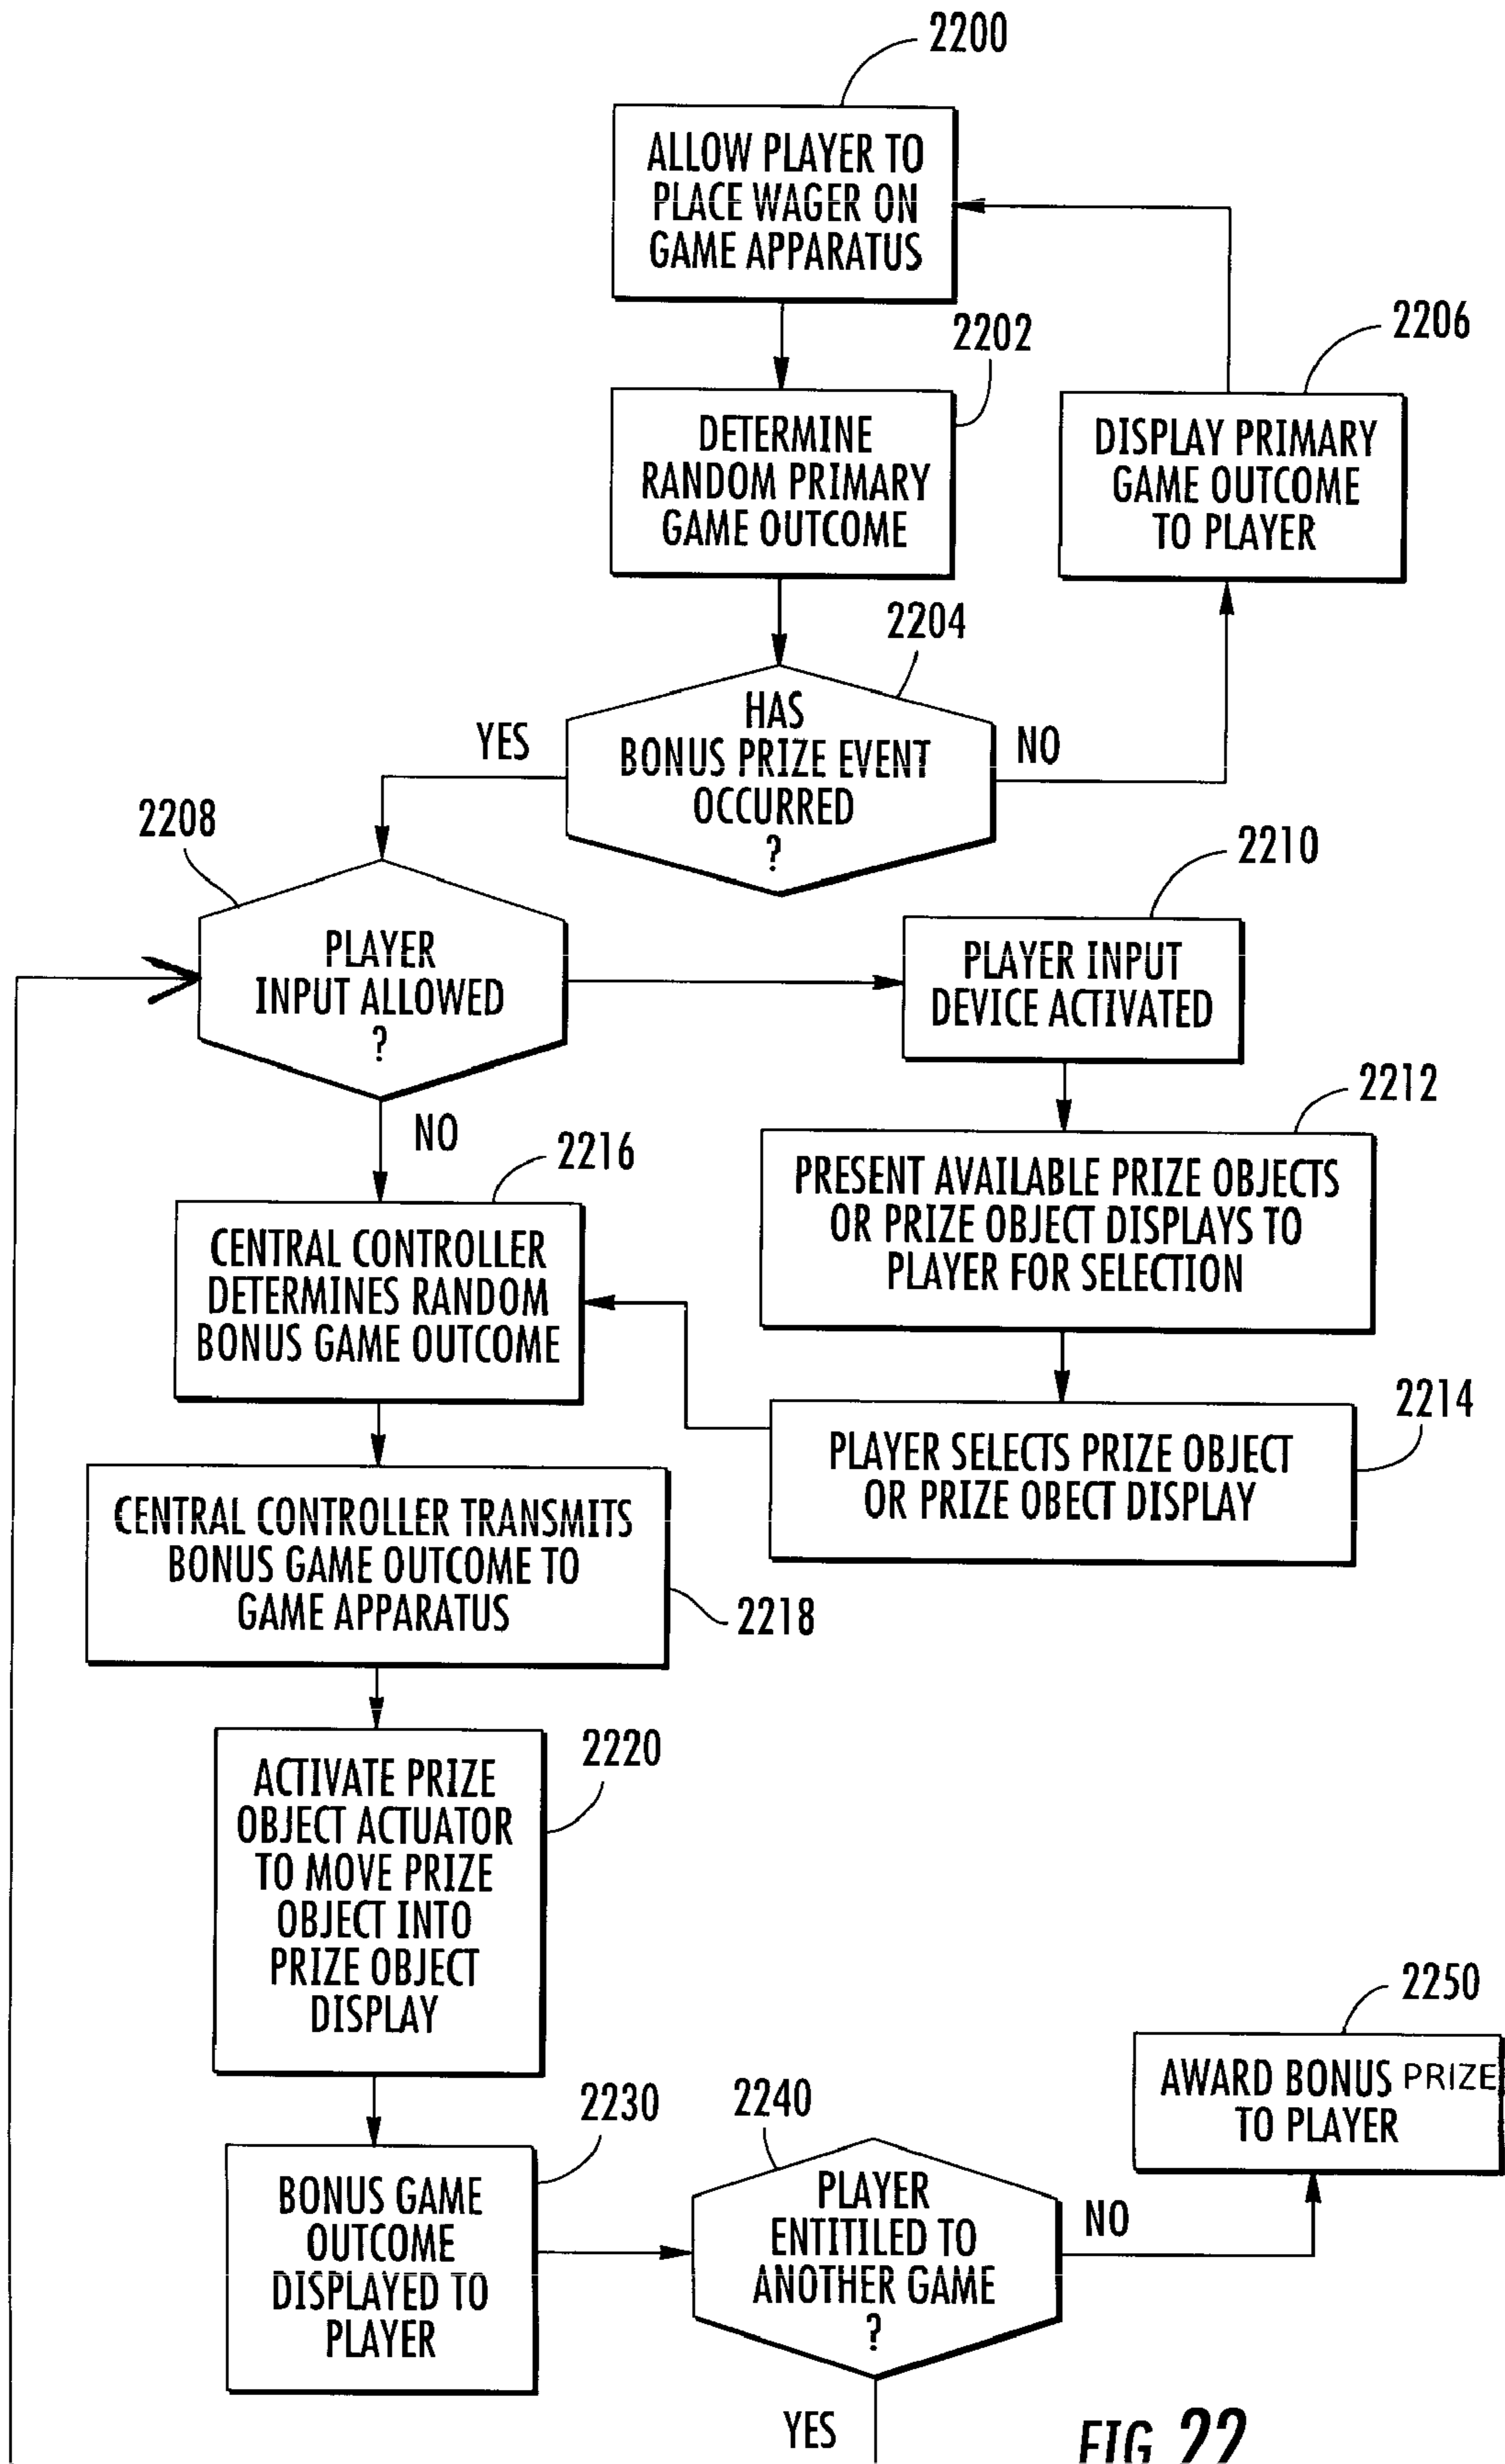 2200
ALLOW PLAYER TO
PLACE WAGER ON
GAME APPARATUS
2202
DETERMINE
RANDOM PRIMARY
GAME OUTCOME
2206
DISPLAY PRIMARY
GAME OUTCOME
TO PLAYER
2204
HAS
BONUS PRIZE EVENT
OCCURRED
?
YES
NO
2208
PLAYER
INPUT ALLOWED
?
NO
2210
PLAYER INPUT
DEVICE ACTIVATED
2212
PRESENT AVAILABLE PRIZE OBJECTS
OR PRIZE OBJECT DISPLAYS TO
PLAYER FOR SELECTION
2214
PLAYER SELECTS PRIZE OBJECT
OR PRIZE OBECT DISPLAY
2216
CENTRAL CONTROLLER
DETERMINES RANDOM
BONUS GAME OUTCOME
CENTRAL CONTROLLER TRANSMITS
BONUS GAME OUTCOME TO
GAME APPARATUS
2218
2220
ACTIVATE PRIZE
OBJECT ACTUATOR
TO MOVE PRIZE
OBJECT INTO
PRIZE OBJECT
DISPLAY
2230
BONUS GAME
OUTCOME
DISPLAYED TO
PLAYER
2240
PLAYER
ENTITILED TO
ANOTHER GAME
?
NO
YES
2250
AWARD BONUS PRIZE
TO PLAYER
FIG 22